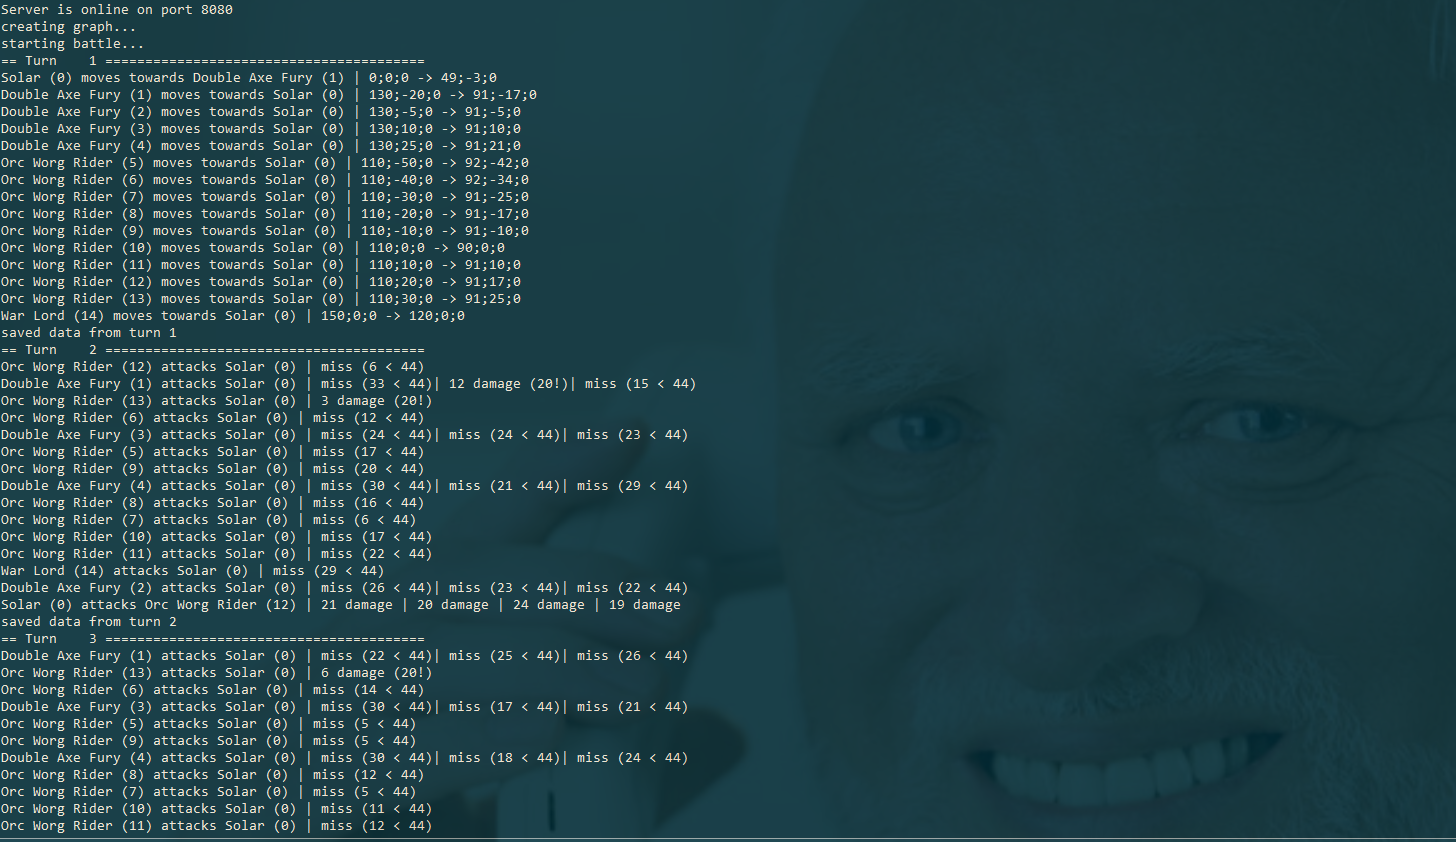 Server is online on port 8080
creating graph...
starting battle...
== Turn    1 ========================================
Solar (0) moves towards Double Axe Fury (1) | 0;0;0 -> 49;-3;0
Double Axe Fury (1) moves towards Solar (0) | 130;-20;0 -> 91;-17;0
Double Axe Fury (2) moves towards Solar (0) | 130;-5;0 -> 91;-5;0
Double Axe Fury (3) moves towards Solar (0) | 130;10;0 -> 91;10;0
Double Axe Fury (4) moves towards Solar (0) | 130;25;0 -> 91;21;0
Orc Worg Rider (5) moves towards Solar (0) | 110;-50;0 -> 92;-42;0
Orc Worg Rider (6) moves towards Solar (0) | 110;-40;0 -> 92;-34;0
Orc Worg Rider (7) moves towards Solar (0) | 110;-30;0 -> 91;-25;0
Orc Worg Rider (8) moves towards Solar (0) | 110;-20;0 -> 91;-17;0
Orc Worg Rider (9) moves towards Solar (0) | 110;-10;0 -> 91;-10;0
Orc Worg Rider (10) moves towards Solar (0) | 110;0;0 -> 90;0;0
Orc Worg Rider (11) moves towards Solar (0) | 110;10;0 -> 91;10;0
Orc Worg Rider (12) moves towards Solar (0) | 110;20;0 -> 91;17;0
Orc Worg Rider (13) moves towards Solar (0) | 110;30;0 -> 91;25;0
War Lord (14) moves towards Solar (0) | 150;0;0 -> 120;0;0
saved data from turn 1
== Turn    2 ========================================
Orc Worg Rider (12) attacks Solar (0) | miss (6 < 44)
Double Axe Fury (1) attacks Solar (0) | miss (33 < 44)| 12 damage (20!)| miss (15 < 44)
Orc Worg Rider (13) attacks Solar (0) | 3 damage (20!)
Orc Worg Rider (6) attacks Solar (0) | miss (12 < 44)
Double Axe Fury (3) attacks Solar (0) | miss (24 < 44)| miss (24 < 44)| miss (23 < 44)
Orc Worg Rider (5) attacks Solar (0) | miss (17 < 44)
Orc Worg Rider (9) attacks Solar (0) | miss (20 < 44)
Double Axe Fury (4) attacks Solar (0) | miss (30 < 44)| miss (21 < 44)| miss (29 < 44)
Orc Worg Rider (8) attacks Solar (0) | miss (16 < 44)
Orc Worg Rider (7) attacks Solar (0) | miss (6 < 44)
Orc Worg Rider (10) attacks Solar (0) | miss (17 < 44)
Orc Worg Rider (11) attacks Solar (0) | miss (22 < 44)
War Lord (14) attacks Solar (0) | miss (29 < 44)
Double Axe Fury (2) attacks Solar (0) | miss (26 < 44)| miss (23 < 44)| miss (22 < 44)
Solar (0) attacks Orc Worg Rider (12) | 21 damage | 20 damage | 24 damage | 19 damage
saved data from turn 2
== Turn    3 ========================================
Double Axe Fury (1) attacks Solar (0) | miss (22 < 44)| miss (25 < 44)| miss (26 < 44)
Orc Worg Rider (13) attacks Solar (0) | 6 damage (20!)
Orc Worg Rider (6) attacks Solar (0) | miss (14 < 44)
Double Axe Fury (3) attacks Solar (0) | miss (30 < 44)| miss (17 < 44)| miss (21 < 44)
Orc Worg Rider (5) attacks Solar (0) | miss (5 < 44)
Orc Worg Rider (9) attacks Solar (0) | miss (5 < 44)
Double Axe Fury (4) attacks Solar (0) | miss (30 < 44)| miss (18 < 44)| miss (24 < 44)
Orc Worg Rider (8) attacks Solar (0) | miss (12 < 44)
Orc Worg Rider (7) attacks Solar (0) | miss (5 < 44)
Orc Worg Rider (10) attacks Solar (0) | miss (11 < 44)
Orc Worg Rider (11) attacks Solar (0) | miss (12 < 44)